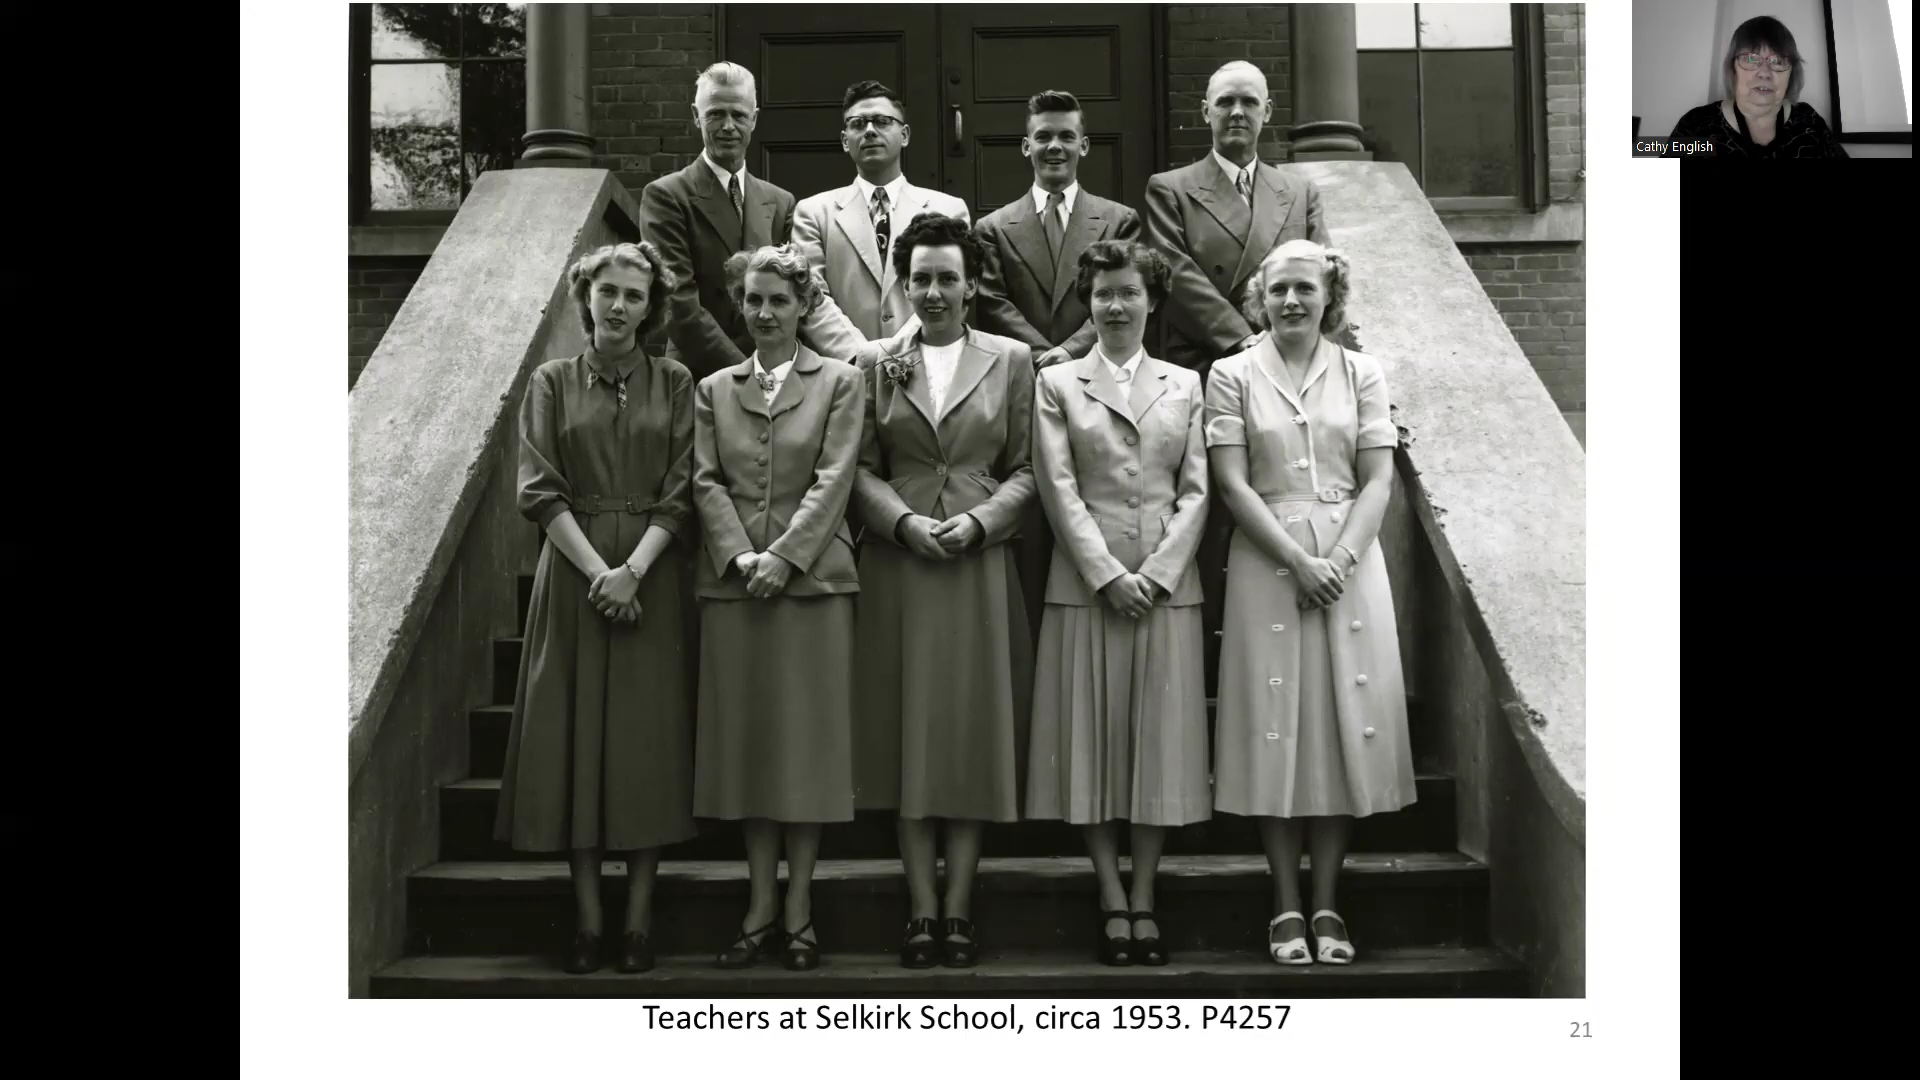 Cathy English
Teachers at Selkirk School, circa 1953. P4257
21